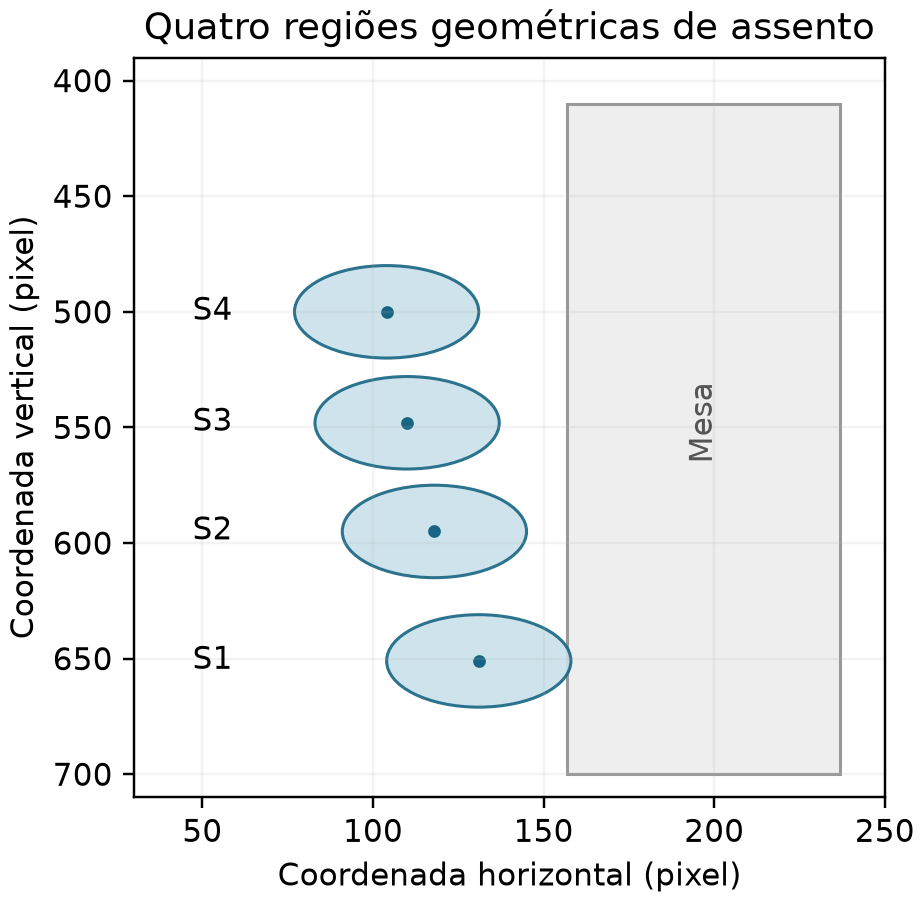 Quatro regiões geométricas de assento
Coordenada vertical (pixel)
400
450
500
550
600
650
700
S4
S3
S2
S1
Mesa
50
100
150
200
250
Coordenada horizontal (pixel)